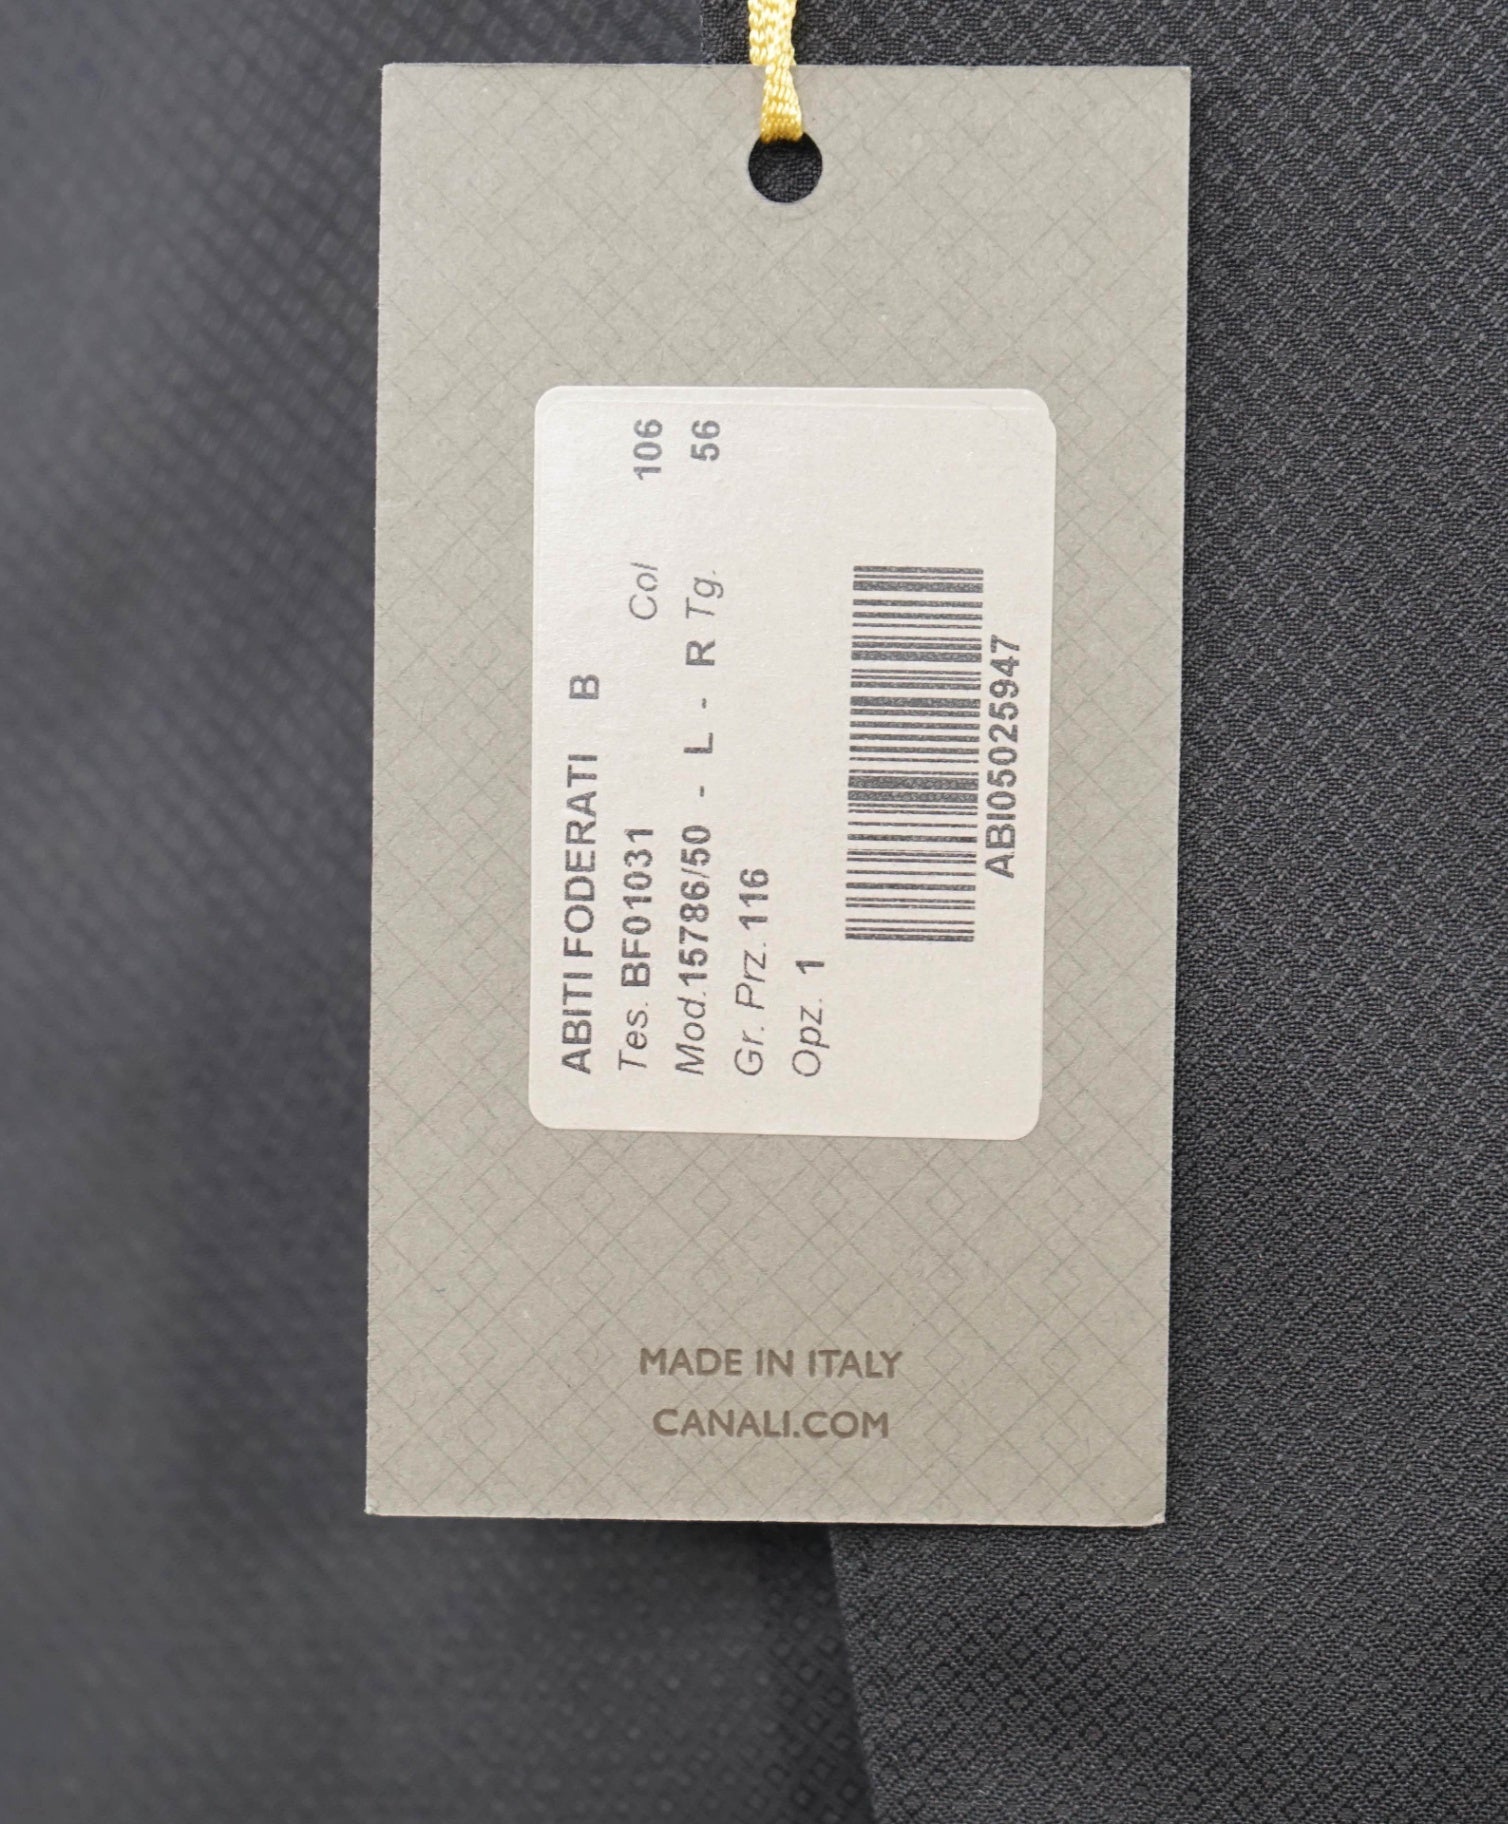 ABITI FODERATI B
Tes. BF01031 Col 106
Mod.15786/50 - L - R Tg. 56
Gr. Prz. 116
Opz. 1
ABI05025947
MADE IN ITALY
CANALI.COM